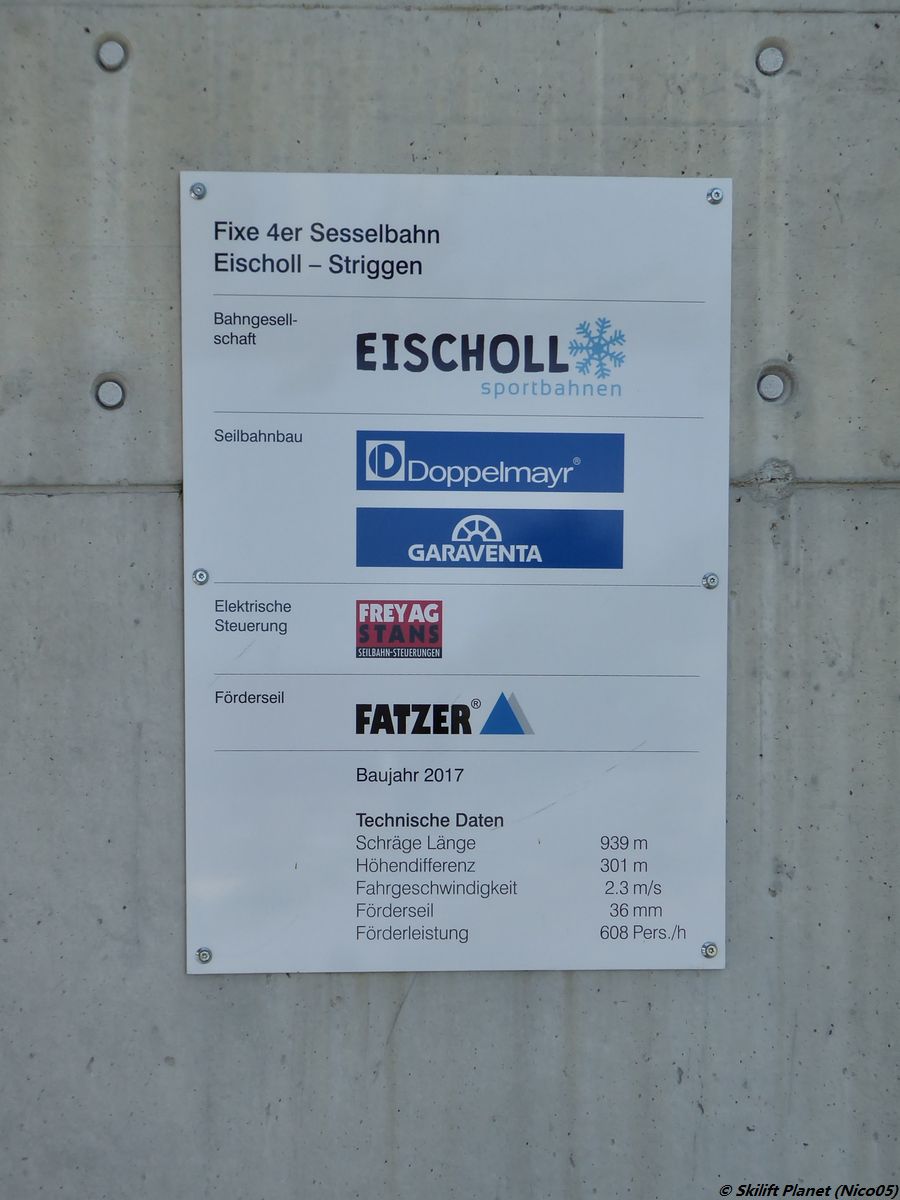 Fixe 4er Sesselbahn
Eischoll – Striggen
Bahngesell-
schaft
EISCHOLL
sportbahnen
Seilbahnbau
D Doppelmayr®
GARAVENTA
Elektrische
Steuerung
FREY AG
STANS
SEILBAHN-STEUERUNGEN
Förderseil
FATZER®
Baujahr 2017
Technische Daten
Schräge Länge 939 m
Höhendifferenz 301 m
Fahrgeschwindigkeit 2.3 m/s
Förderseil 36 mm
Förderleistung 608 Pers./h
© Skilift Planet (Nico05)